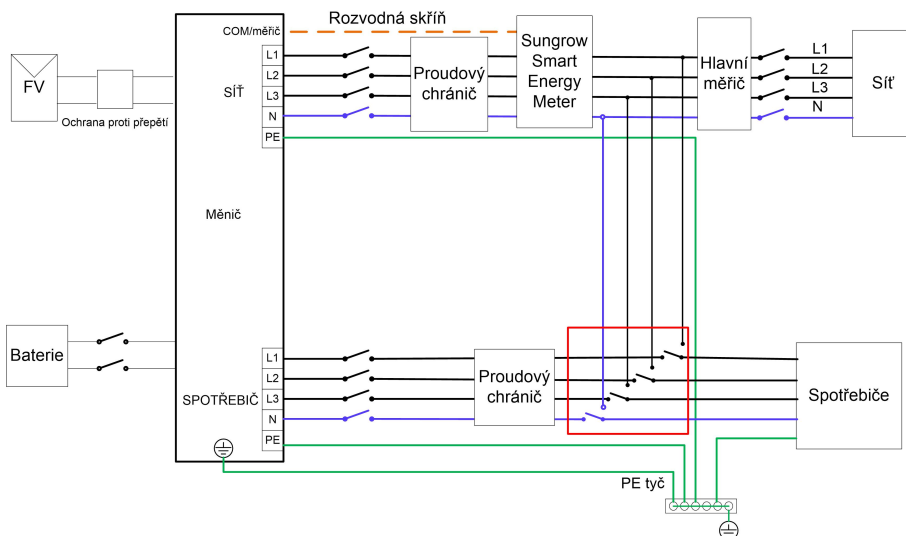 Rozvodná skříň
COM/měřič
L1
L2
L3
N
PE
SÍŤ
FV
Ochrana proti přepětí
Proudový
chránič
Sungrow
Smart
Energy
Meter
Hlavní
měřič
L1
L2
L3
N
Síť
Měnič
Baterie
L1
L2
L3
N
PE
SPOTŘEBIČ
Proudový
chránič
Spotřebiče
PE tyč